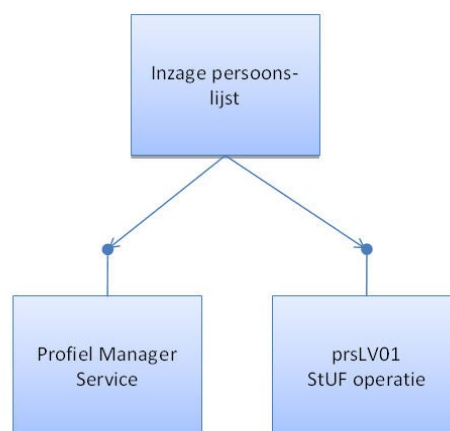 Inzage persoons-
lijst
Profiel Manager
Service
prsLV01
StUF operatie